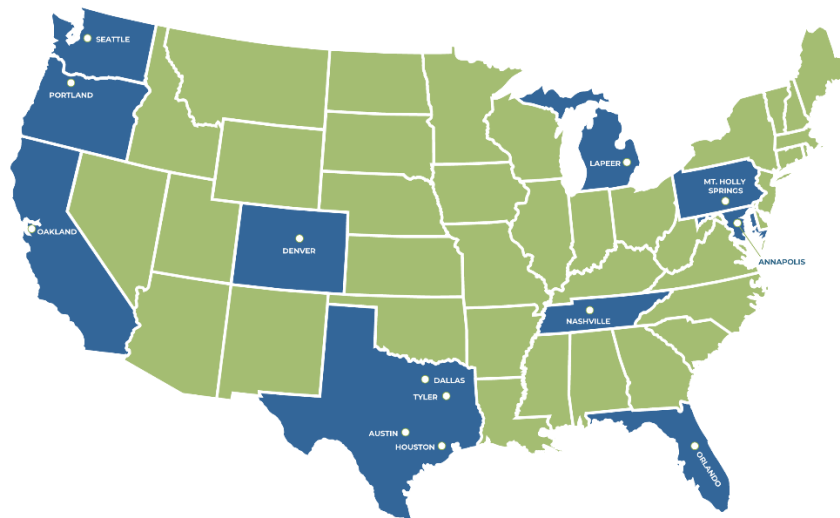 SEATTLE
PORTLAND
LAPEER
MT. HOLLY
SPRINGS
OAKLAND
DENVER
ANNAPOLIS
NASHVILLE
DALLAS
TYLER
AUSTIN
HOUSTON
ORLANDO